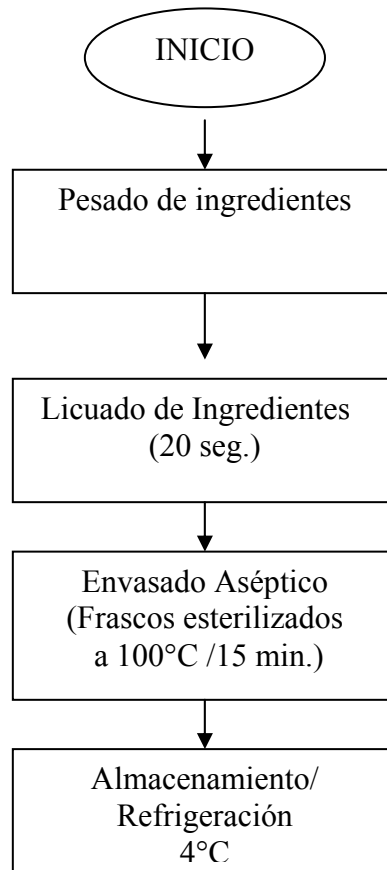 INICIO
Pesado de ingredientes
Licuado de Ingredientes
(20 seg.)
Envasado Aséptico
(Frascos esterilizados
a 100°C /15 min.)
Almacenamiento/
Refrigeración
4°C